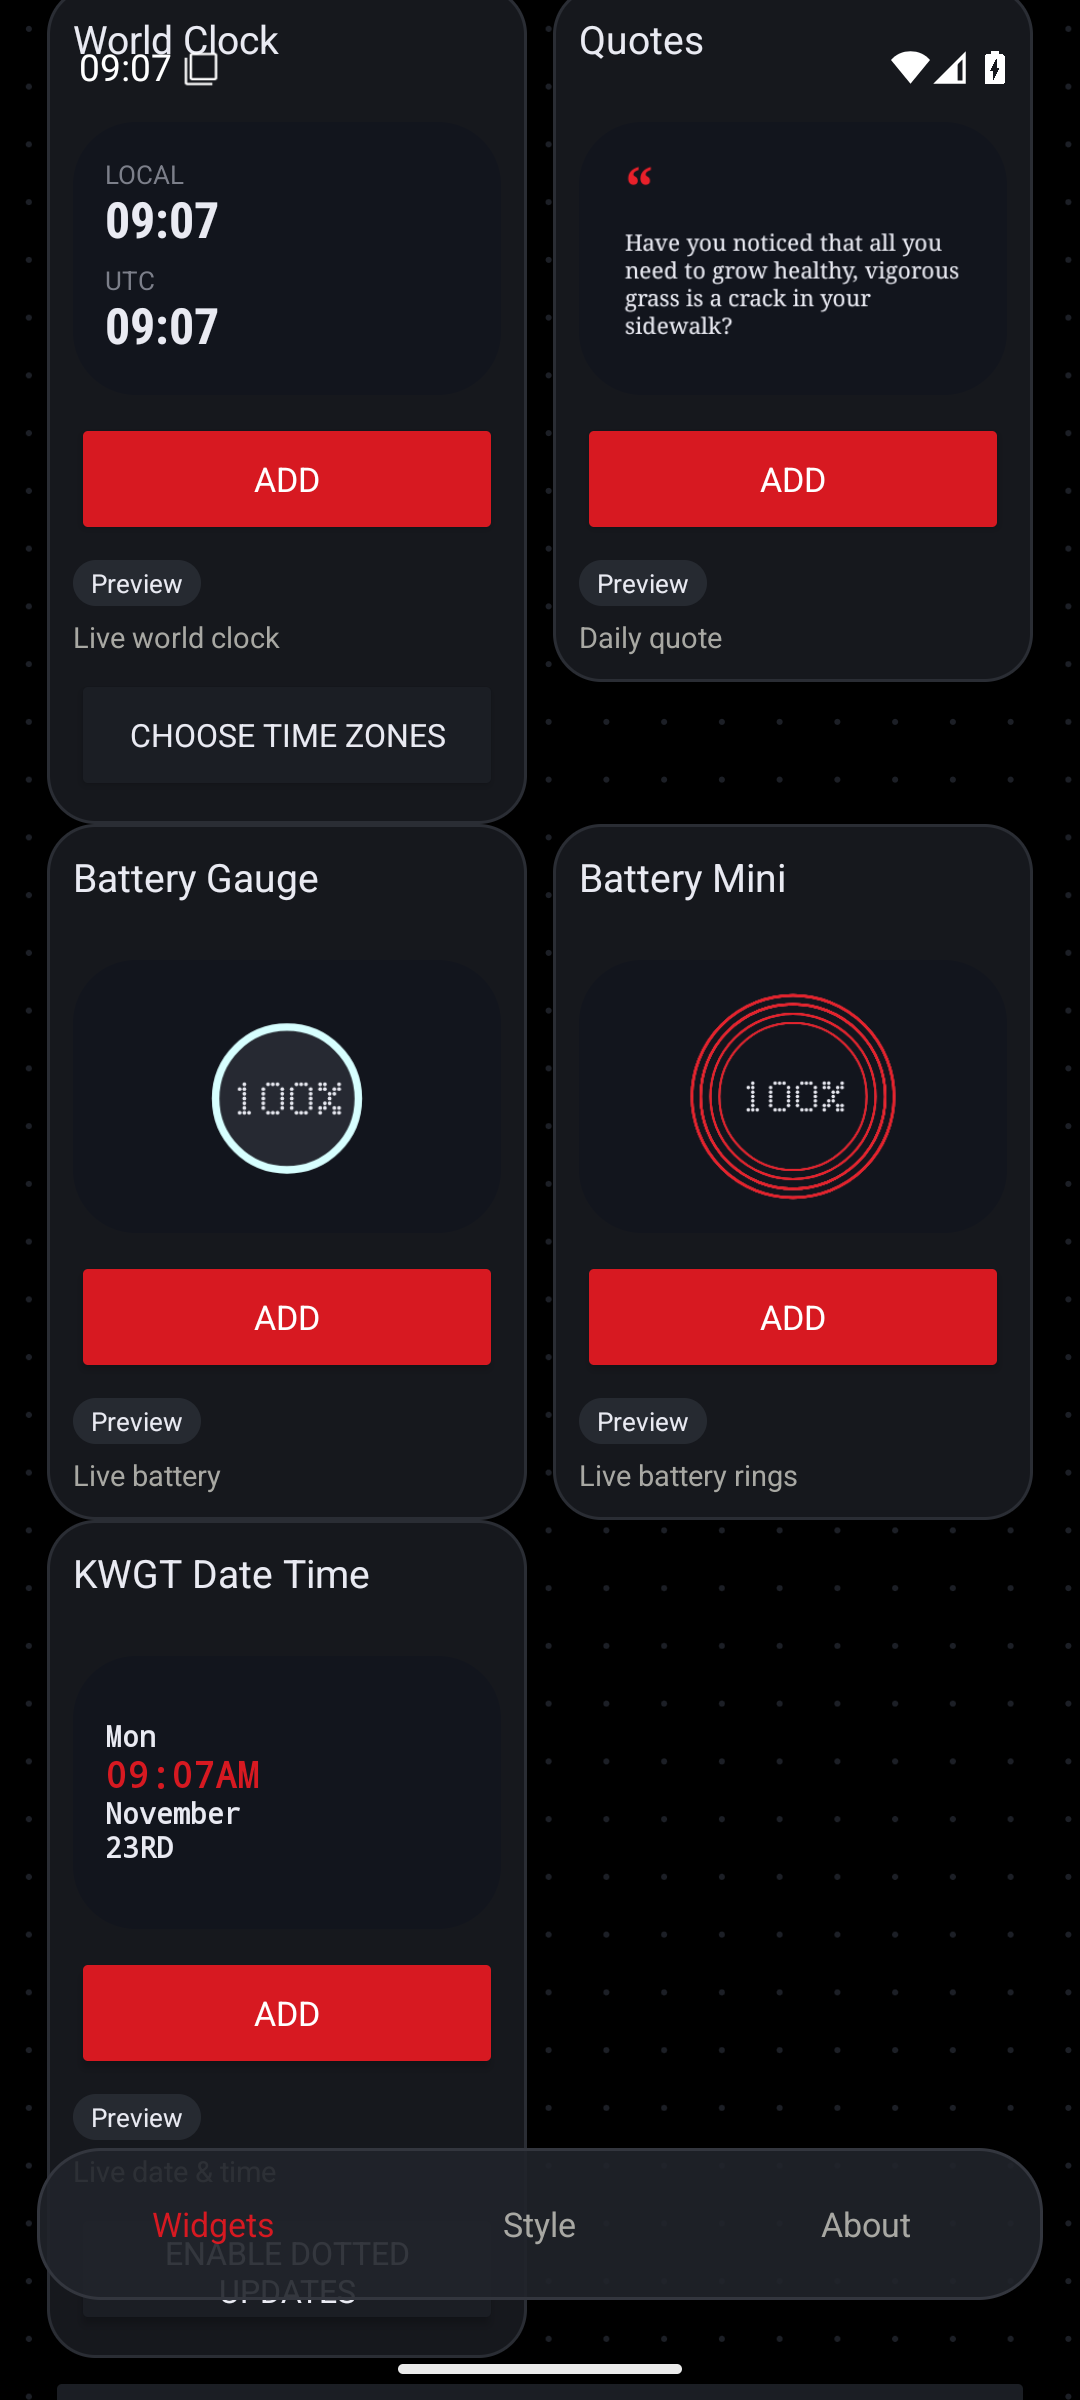 World Clock
Quotes
09:07
LOCAL
09:07
UTC
09:07
“
Have you noticed that all you
need to grow healthy, vigorous
grass is a crack in your
sidewalk?
ADD
ADD
Preview
Preview
Live world clock
Daily quote
CHOOSE TIME ZONES
Battery Gauge
Battery Mini
100%
100%
ADD
ADD
Preview
Preview
Live battery
Live battery rings
KWGT Date Time
Mon
09:07AM
November
23RD
ADD
Preview
Live date & time
Widgets
Style
About
ENABLE DOTTED
UPDATES